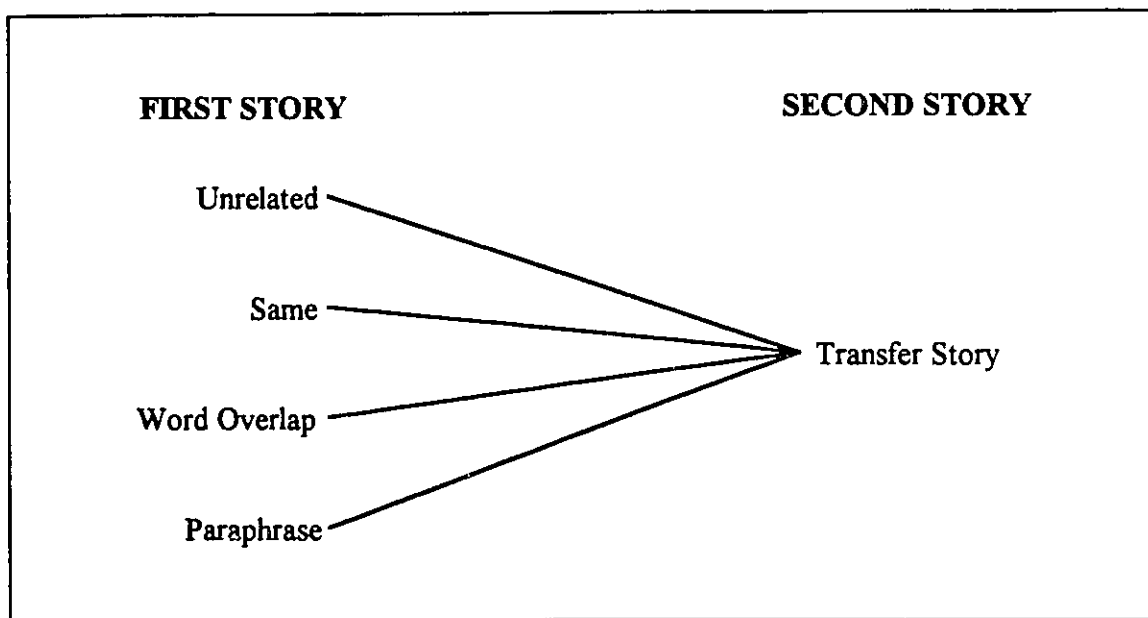 FIRST STORY
SECOND STORY
Unrelated
Same
Transfer Story
Word Overlap
Paraphrase